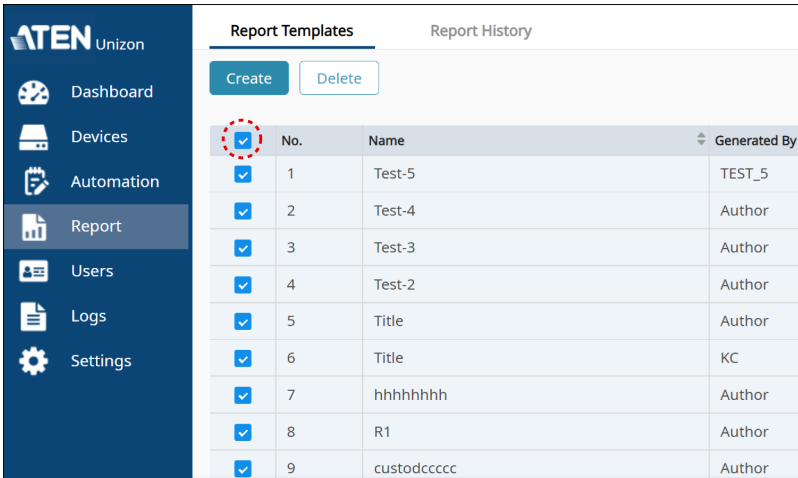 ATEN Unizon
Dashboard
Devices
Automation
Report
Users
Logs
Settings
Report Templates Report History
Create Delete
No. Name Generated By
1 Test-5 TEST_5
2 Test-4 Author
3 Test-3 Author
4 Test-2 Author
5 Title Author
6 Title KC
7 hhhhhhhh Author
8 R1 Author
9 custodccccc Author